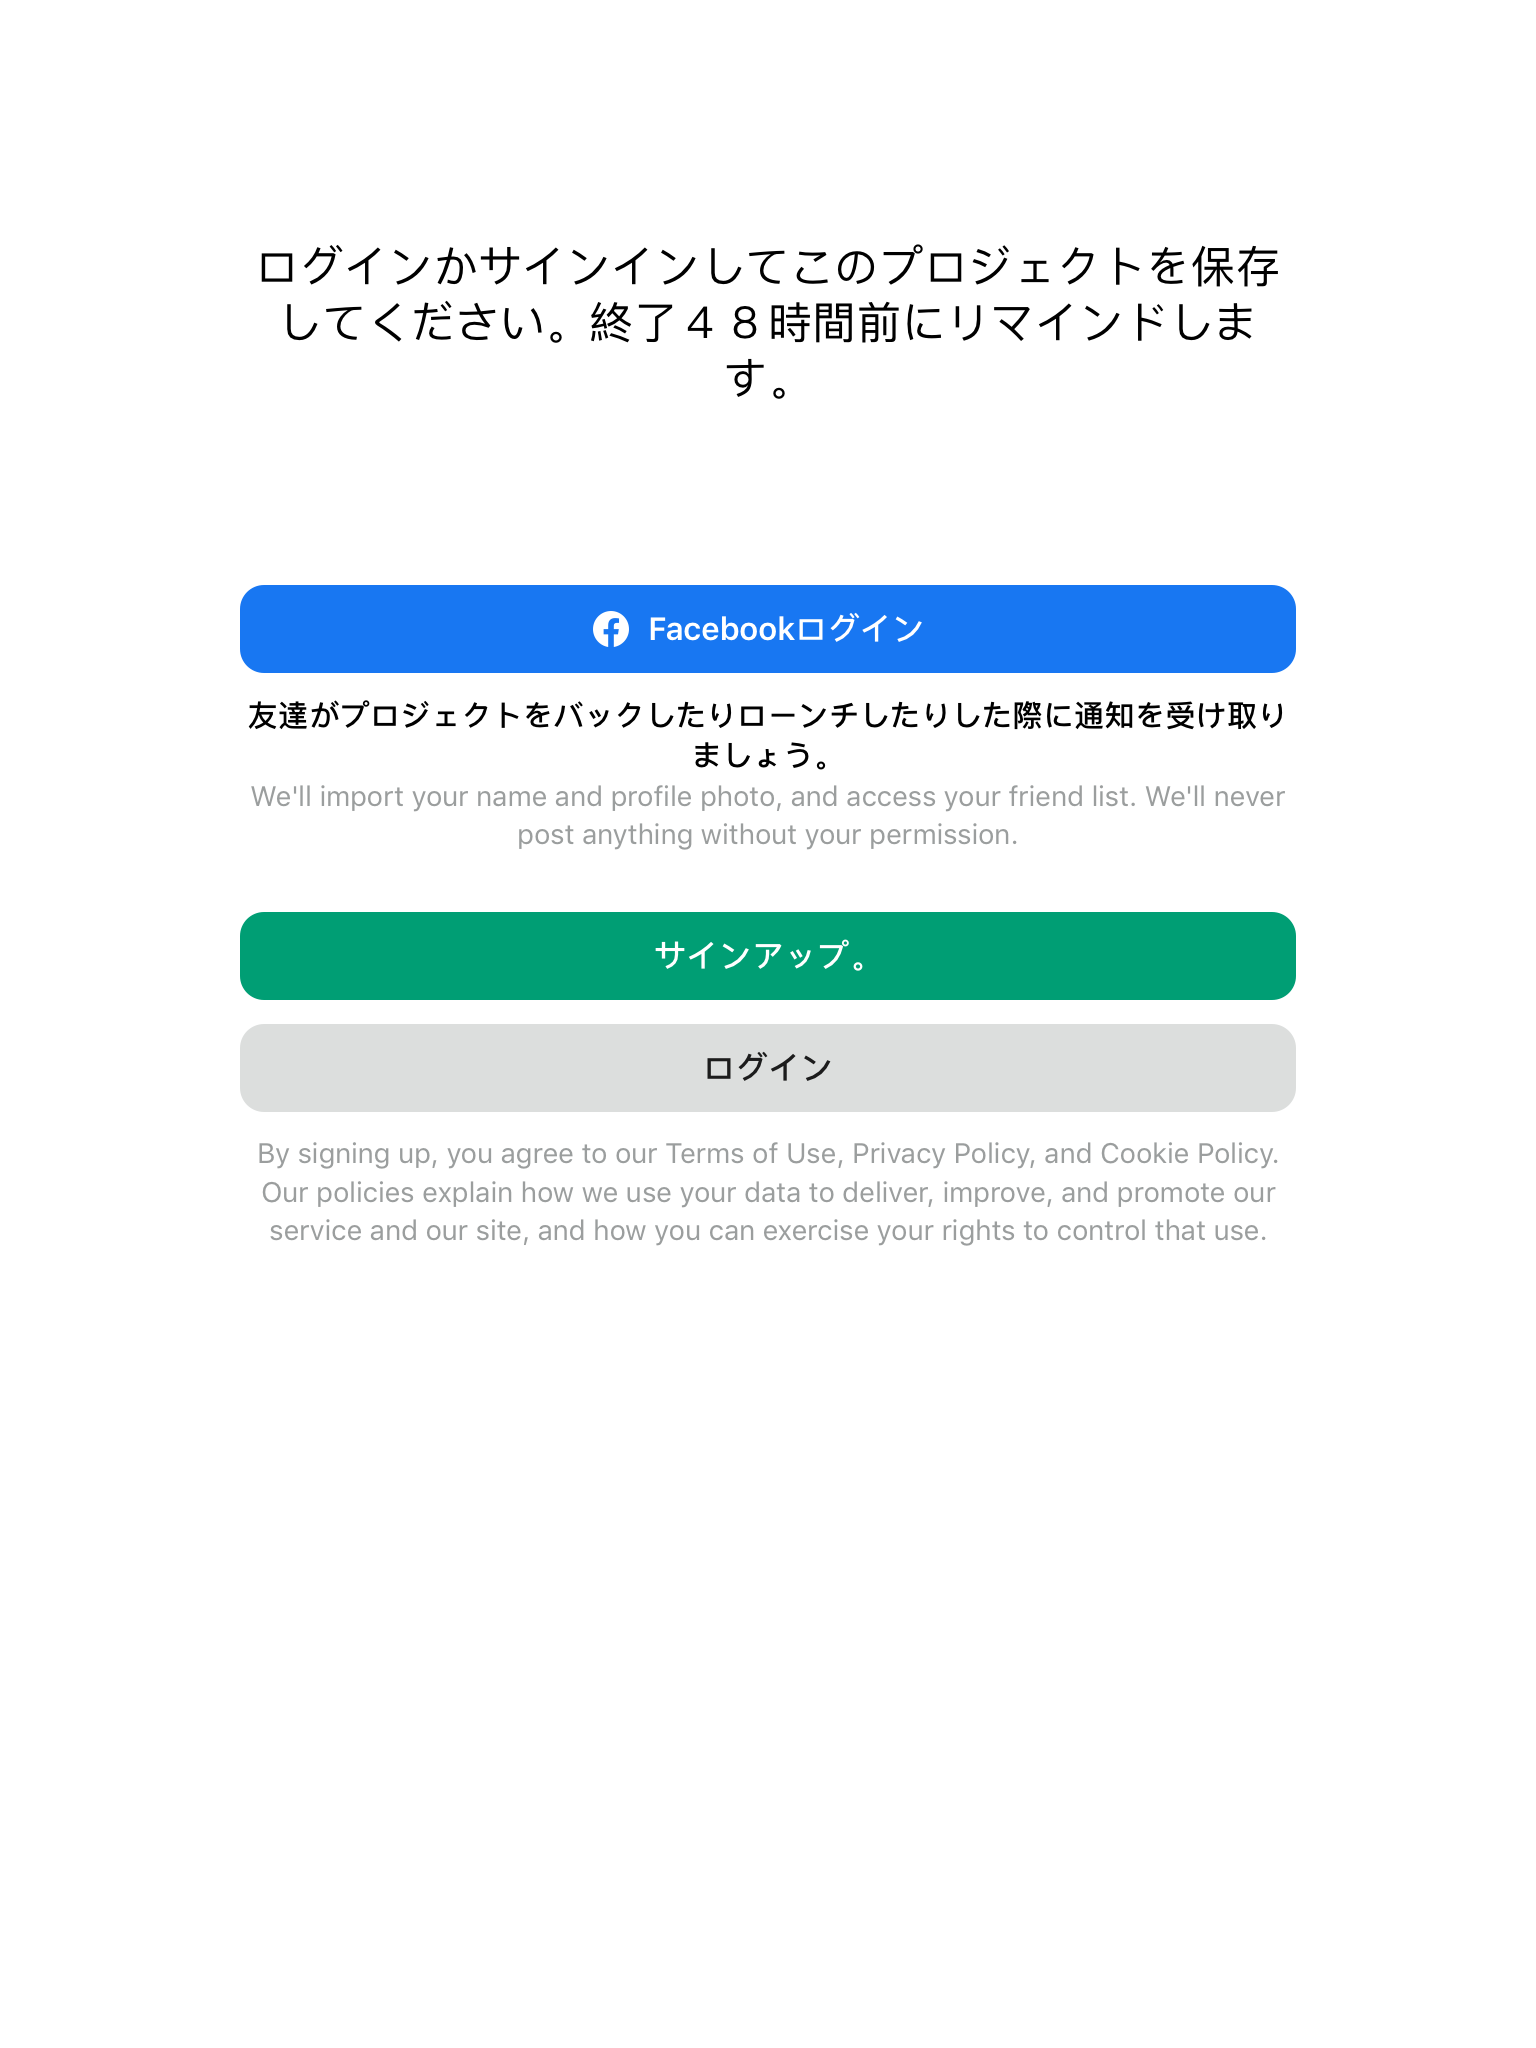 ログインかサインインしてこのプロジェクトを保存
してください。終了４８時間前にリマインドしま
す。
Facebookログイン
友達がプロジェクトをバックしたりローンチしたりした際に通知を受け取り
ましょう。
We'll import your name and profile photo, and access your friend list. We'll never
post anything without your permission.
サインアップ。
ログイン
By signing up, you agree to our Terms of Use, Privacy Policy, and Cookie Policy.
Our policies explain how we use your data to deliver, improve, and promote our
service and our site, and how you can exercise your rights to control that use.